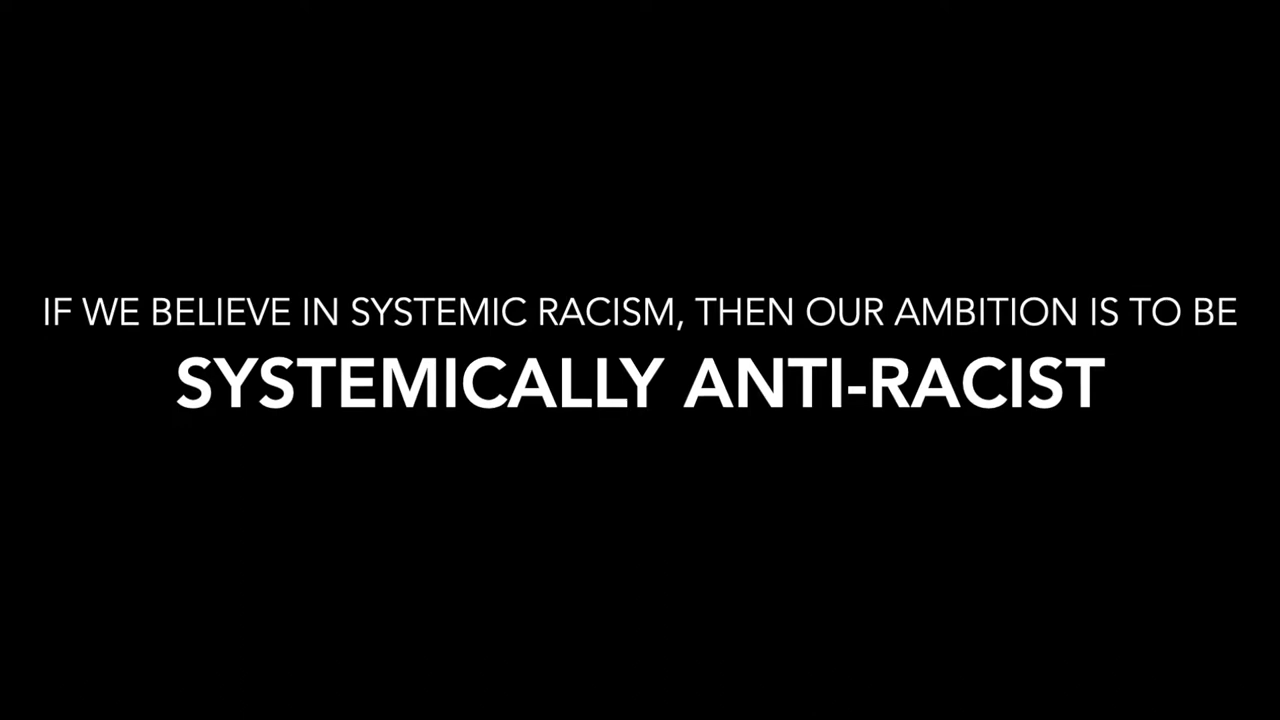 IF WE BELIEVE IN SYSTEMIC RACISM, THEN OUR AMBITION IS TO BE
SYSTEMICALLY ANTI-RACIST